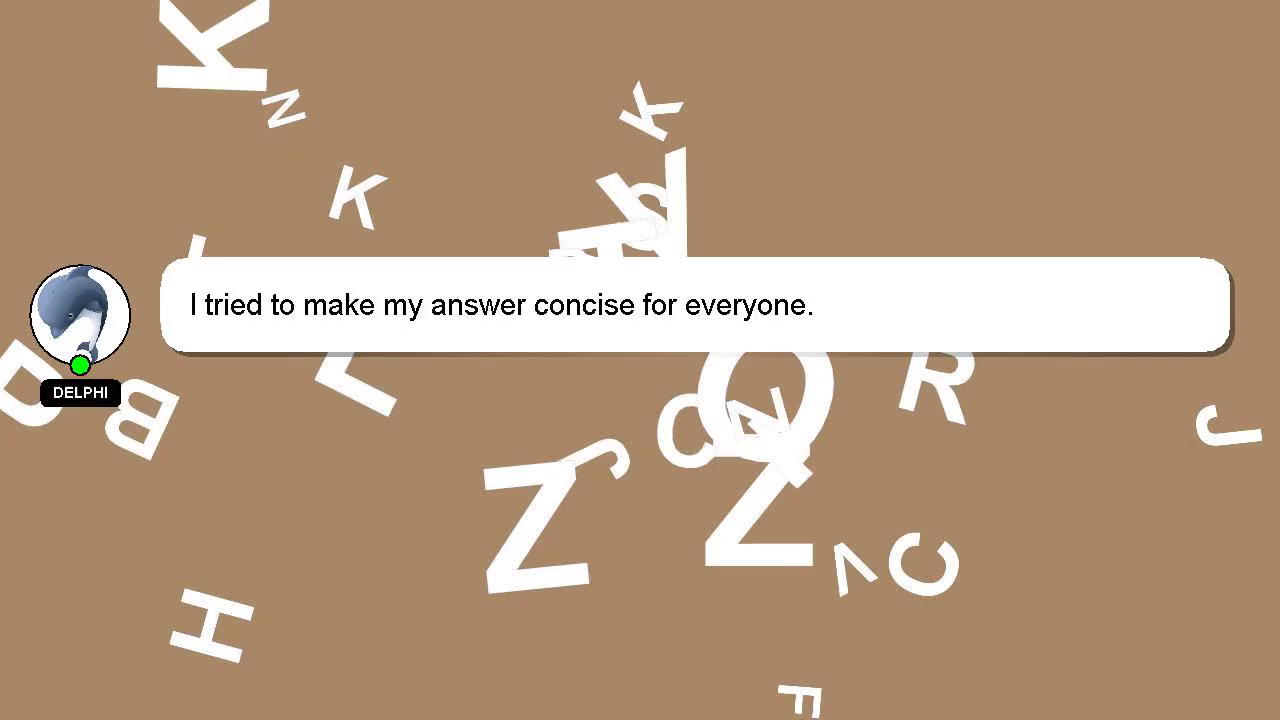 I tried to make my answer concise for everyone.
DELPHI
K
N
K
K
S
L
B
J
C
Q
N
R
J
Z
Z
V
C
H
F